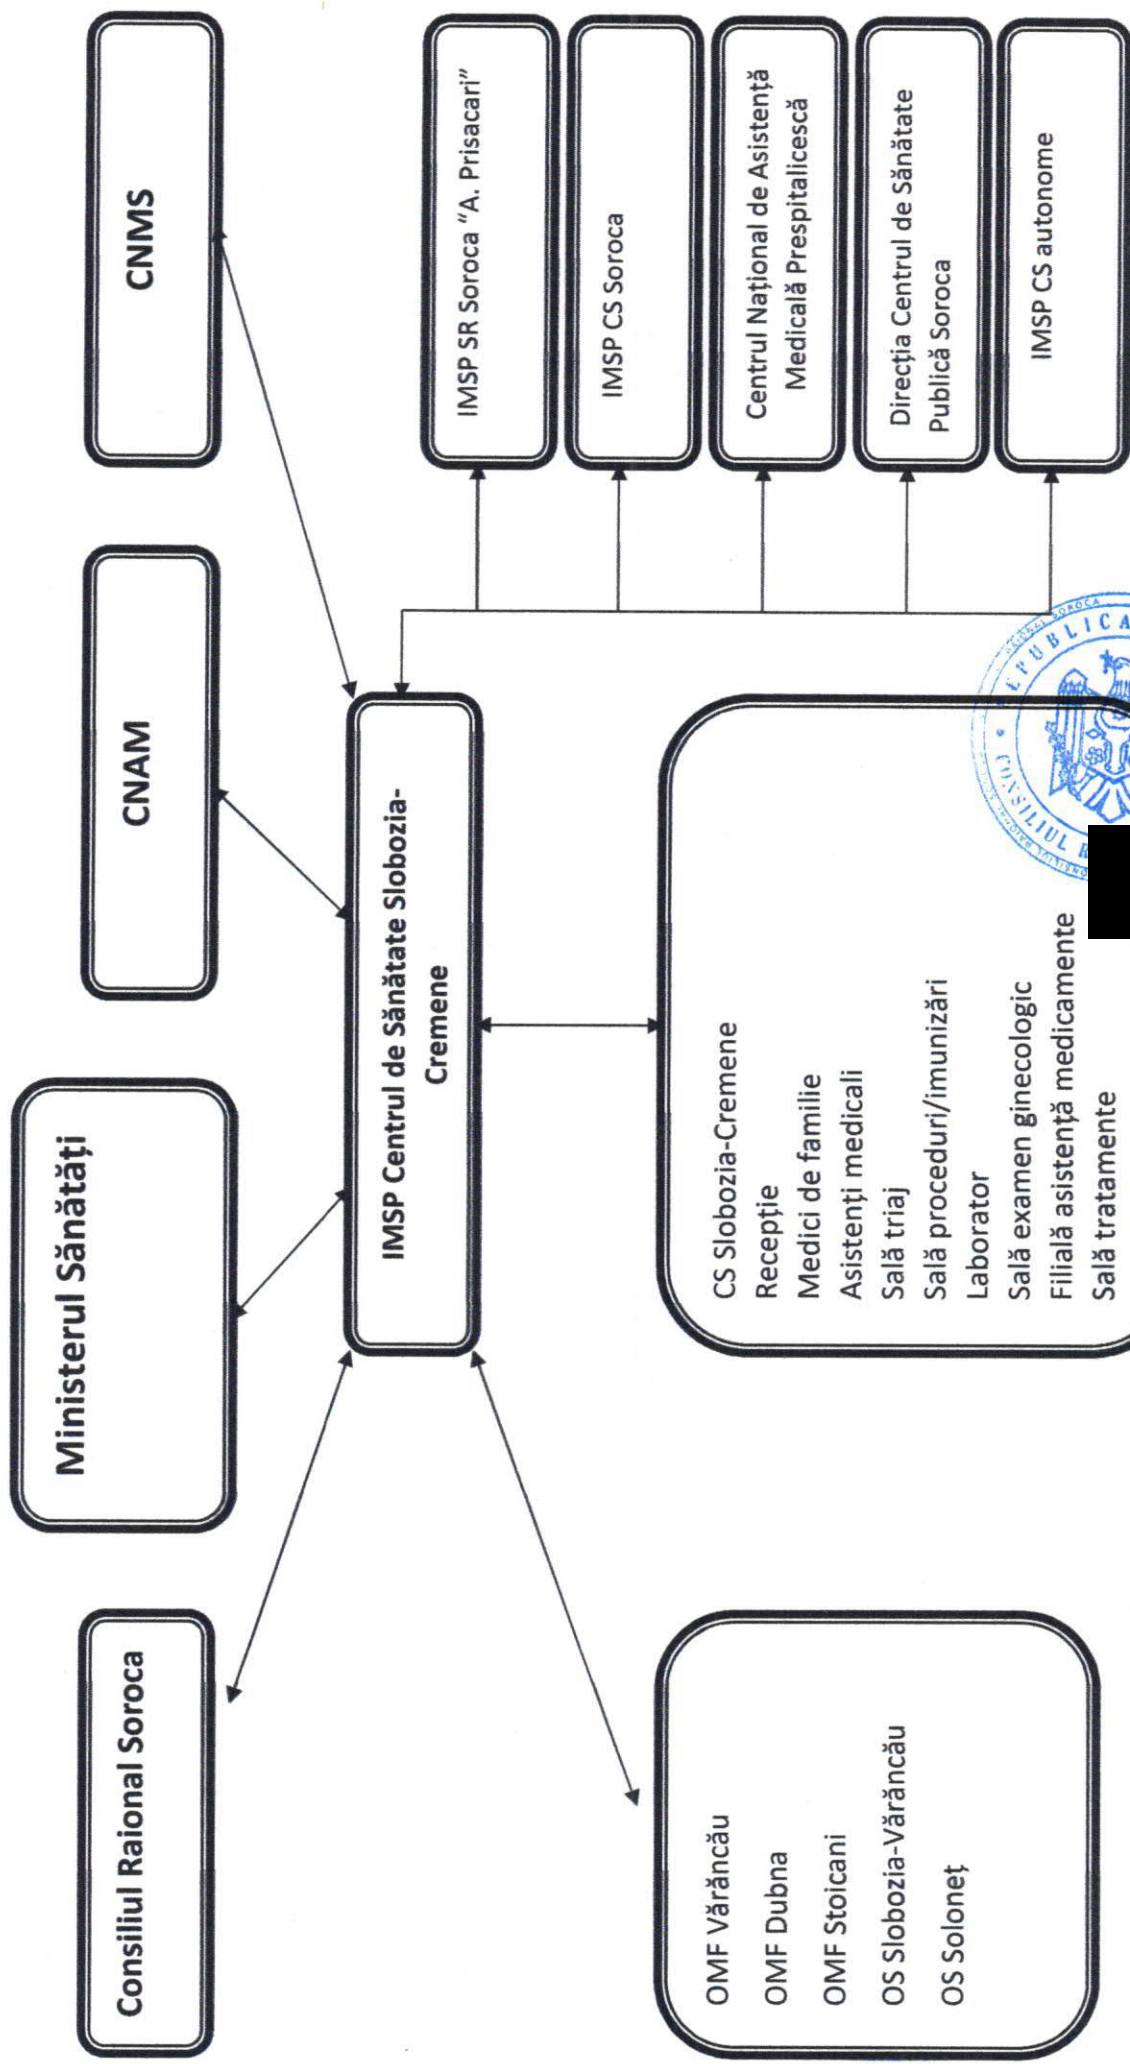 Consiliul Raional Soroca
Ministerul Sănătăți
CNAM
CNMS
IMSP Centrul de Sănătate Slobozia-
Cremene
IMSP SR Soroca “A. Prisacari”
IMSP CS Soroca
Centrul Național de Asistență
Medicală Prespitalicescă
Direcția Centrul de Sănătate
Publică Soroca
IMSP CS autonome
OMF Vărăncău
OMF Dubna
OMF Stoicani
OS Slobozia-Vărăncău
OS Soloneț
CS Slobozia-Cremene
Recepție
Medici de familie
Asistenți medicali
Sală triaj
Sală proceduri/imunizări
Laborator
Sală examen ginecologic
Filială asistență medicamente
Sală tratamente
REPUBLICA
CONSILIUL